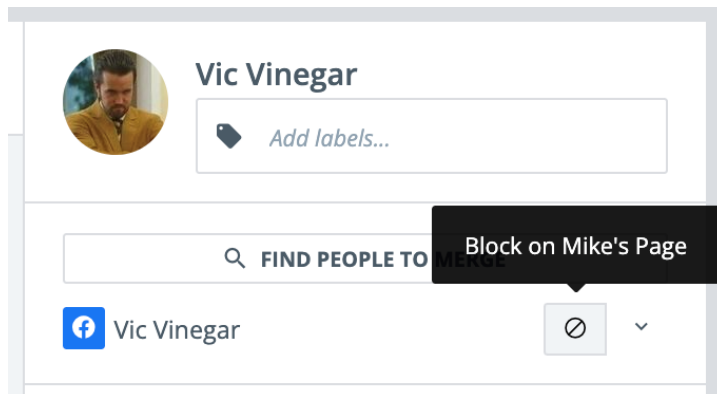 Vic Vinegar
Add labels...
FIND PEOPLE TO MERGE
Block on Mike's Page
Vic Vinegar